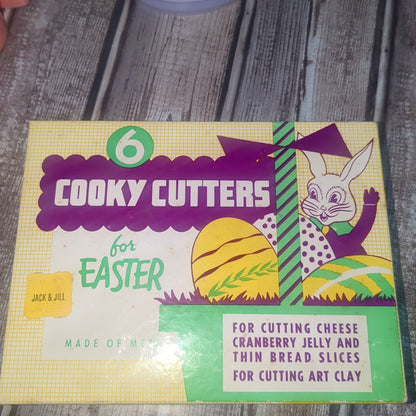 6
COOKY CUTTERS
for
EASTER
JACK & JILL
MADE OF METAL
FOR CUTTING CHEESE
CRANBERRY JELLY AND
THIN BREAD SLICES
FOR CUTTING ART CLAY